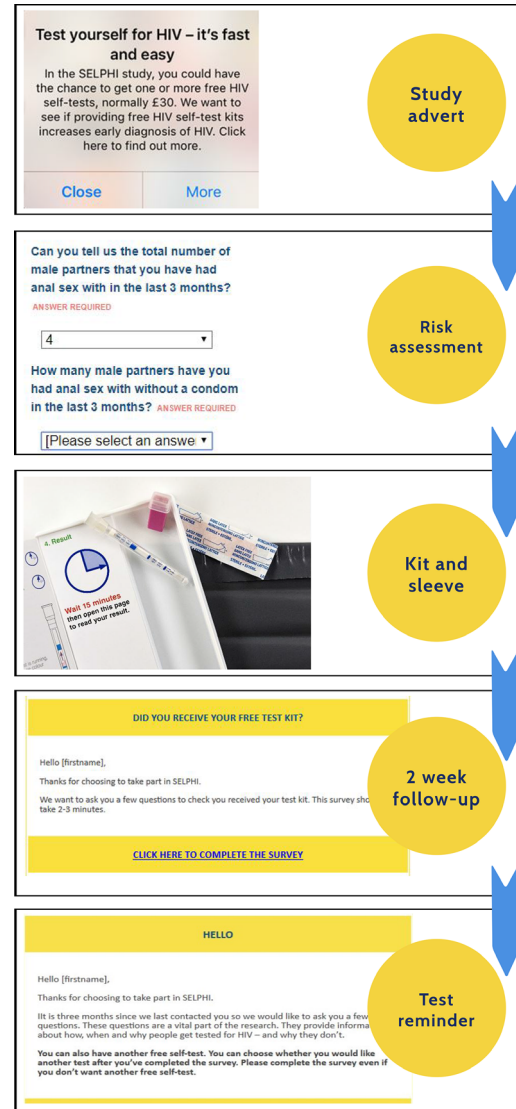 Test yourself for HIV – it's fast
and easy
In the SELPHI study, you could have
the chance to get one or more free HIV
self-tests, normally £30. We want to
see if providing free HIV self-test kits
increases early diagnosis of HIV. Click
here to find out more.
Close More
Study
advert
Can you tell us the total number of
male partners that you have had
anal sex with in the last 3 months?
ANSWER REQUIRED
4
How many male partners have you
had anal sex with without a condom
in the last 3 months? ANSWER REQUIRED
[Please select an answe
Risk
assessment
4. Result
Wait 15 minutes
then open this page
to read your result.
Kit and
sleeve
DID YOU RECEIVE YOUR FREE TEST KIT?
Hello [firstname],
Thanks for choosing to take part in SELPHI.
We want to ask you a few questions to check you received your test kit. This survey sho
take 2-3 minutes.
CLICK HERE TO COMPLETE THE SURVEY
2 week
follow-up
HELLO
Hello [firstname],
Thanks for choosing to take part in SELPHI.
IIt is three months since we last contacted you so we would like to ask you a few
questions. These questions are a vital part of the research. They provide informa
about how, when and why people get tested for HIV – and why they don't.
You can also have another free self-test. You can choose whether you would like
another test after you've completed the survey. Please complete the survey even if
you don't want another free self-test.
Test
reminder